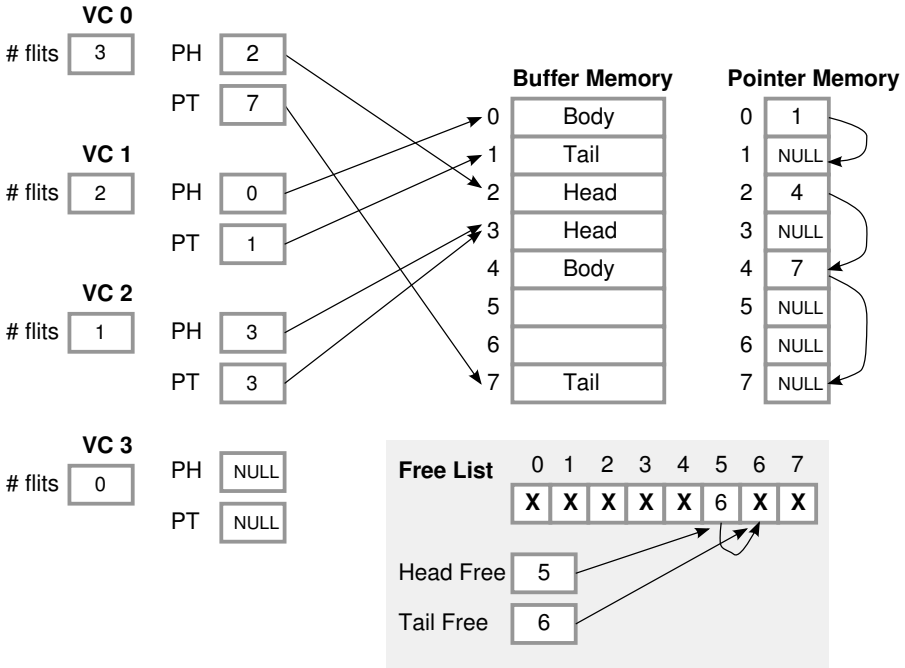 VC 0
# flits 3 PH 2
PT 7
VC 1
# flits 2 PH 0
PT 1
VC 2
# flits 1 PH 3
PT 3
VC 3
# flits 0 PH NULL
PT NULL
Buffer Memory
0 Body
1 Tail
2 Head
3 Head
4 Body
5
6
7 Tail
Pointer Memory
0 1
1 NULL
2 4
3 NULL
4 7
5 NULL
6 NULL
7 NULL
Free List 0 1 2 3 4 5 6 7
X X X X X 6 X X
Head Free 5
Tail Free 6